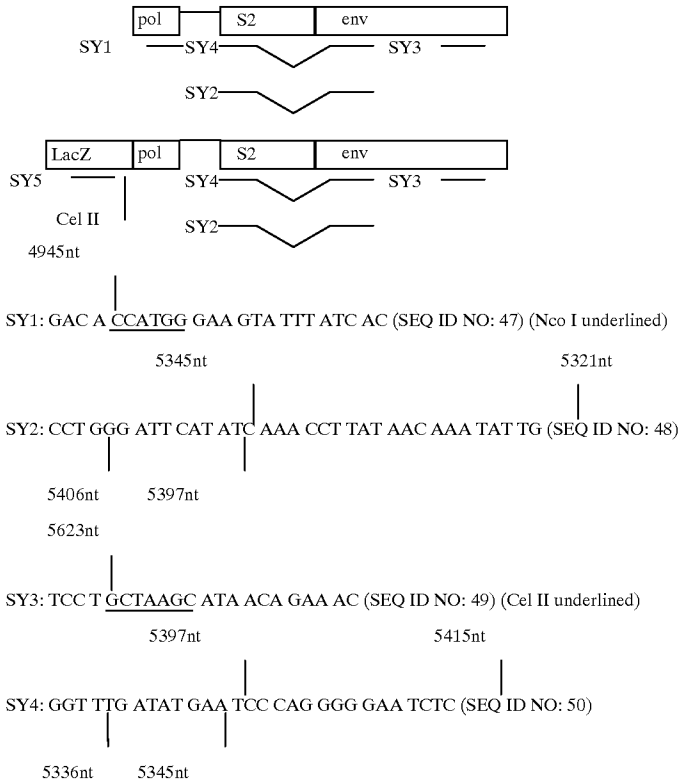 pol S2 env
SY1 SY4 SY3
SY2
LacZ pol S2 env
SY5 SY4 SY3
Cel II SY2
4945nt
SY1: GAC A CCATGG GAA GTA TTT ATC AC (SEQ ID NO: 47) (Nco I underlined)
5345nt 5321nt
SY2: CCT GGG ATT CAT ATC AAA CCT TAT AAC AAA TAT TG (SEQ ID NO: 48)
5406nt 5397nt
5623nt
SY3: TCC T GCTAAGC ATA ACA GAA AC (SEQ ID NO: 49) (Cel II underlined)
5397nt 5415nt
SY4: GGT TTG ATATGAA TCC CAG GGG GAA TCTC (SEQ ID NO: 50)
5336nt 5345nt